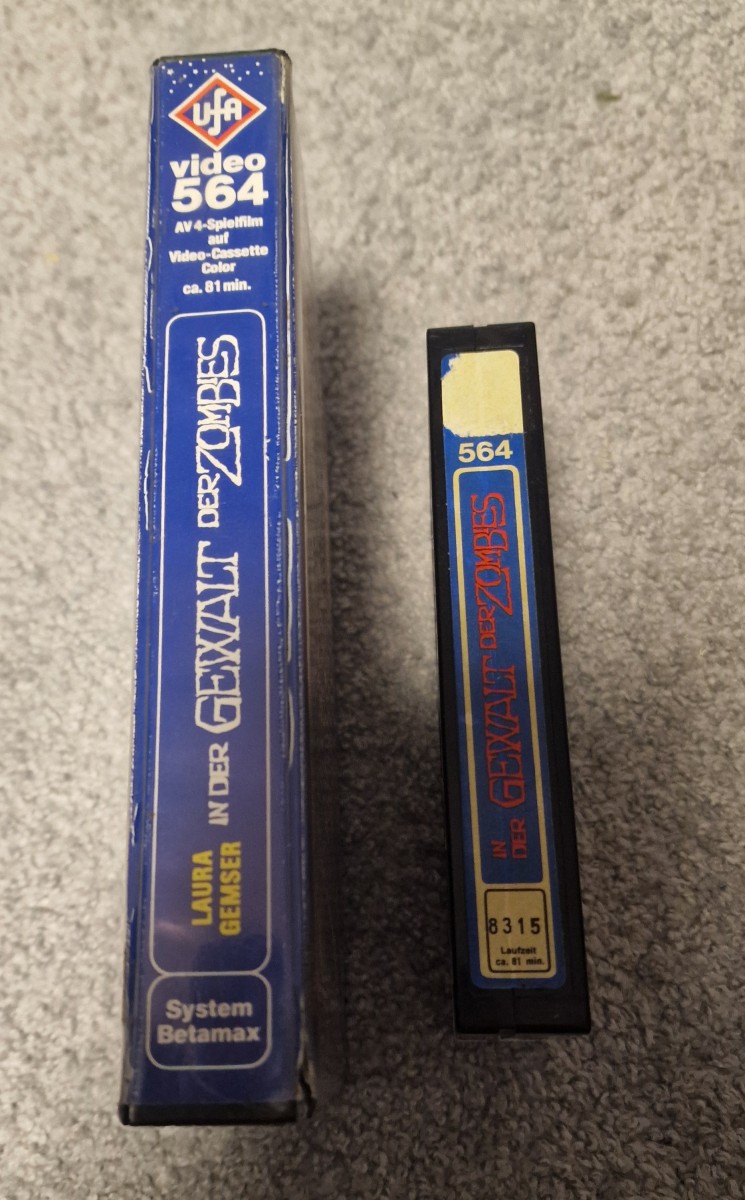 UfA
video
564
AV 4-Spielfilm
auf
Video-Cassette
Color
ca. 81 min.
LAURA
GEMSER
IN DER GEWALT DER ZOMBIES
System
Betamax
564
IN
DER GEWALT DER ZOMBIES
8315
Laufzeit
ca. 81 min.